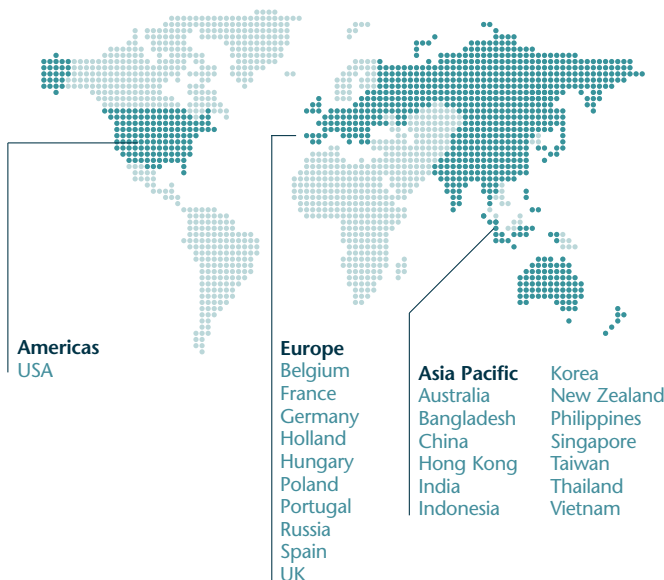 Americas
USA
Europe
Belgium
France
Germany
Holland
Hungary
Poland
Portugal
Russia
Spain
UK
Asia Pacific
Australia
Bangladesh
China
Hong Kong
India
Indonesia
Korea
New Zealand
Philippines
Singapore
Taiwan
Thailand
Vietnam